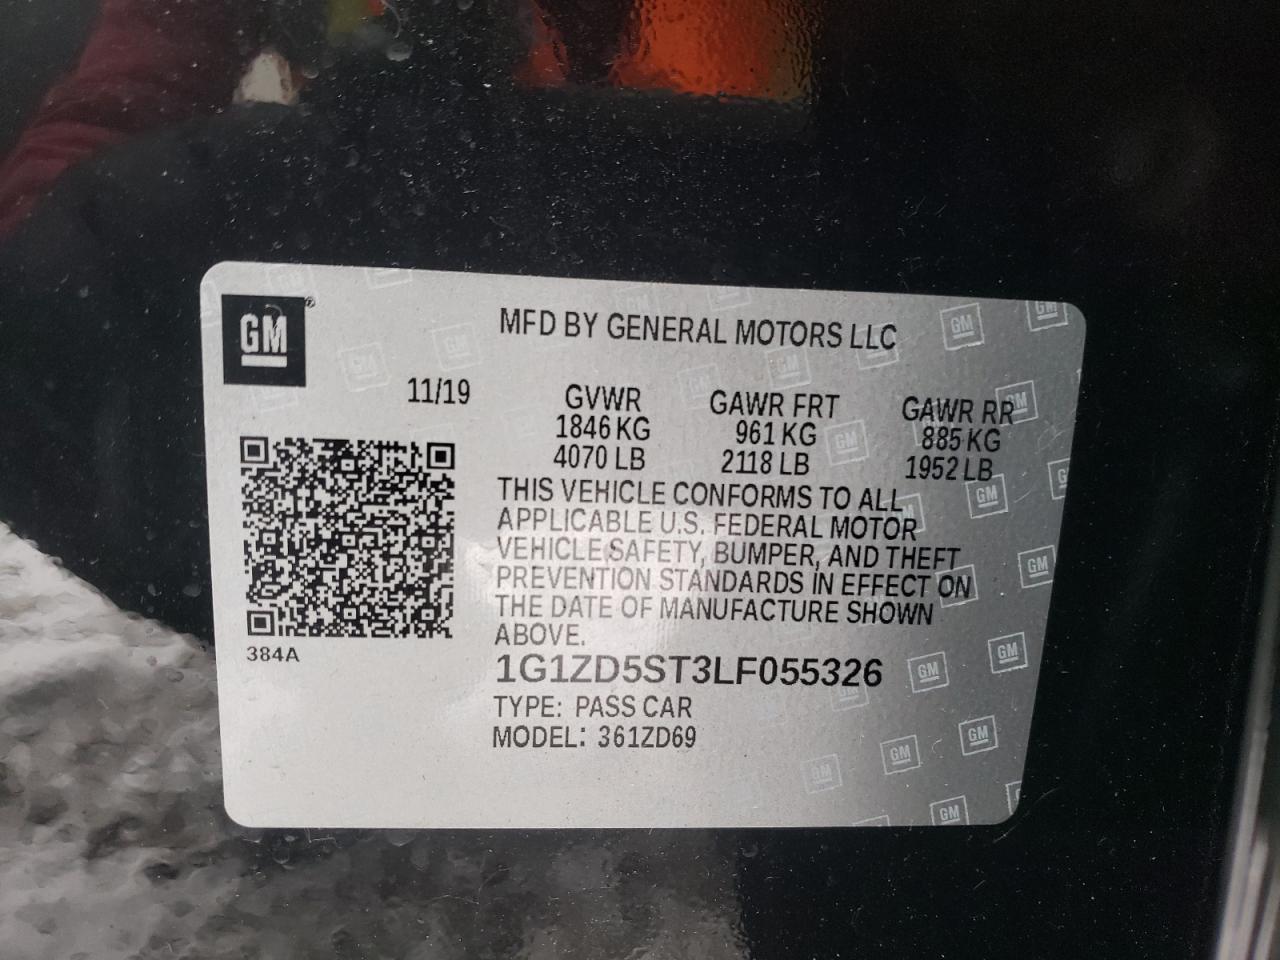 GM
MFD BY GENERAL MOTORS LLC
11/19
GVWR GAWR FRT GAWR RR
1846 KG 961 KG 885 KG
4070 LB 2118 LB 1952 LB
THIS VEHICLE CONFORMS TO ALL
APPLICABLE U.S. FEDERAL MOTOR
VEHICLE SAFETY, BUMPER, AND THEFT
PREVENTION STANDARDS IN EFFECT ON
THE DATE OF MANUFACTURE SHOWN
ABOVE.
384A
1G1ZD5ST3LF055326
TYPE: PASS CAR
MODEL: 361ZD69